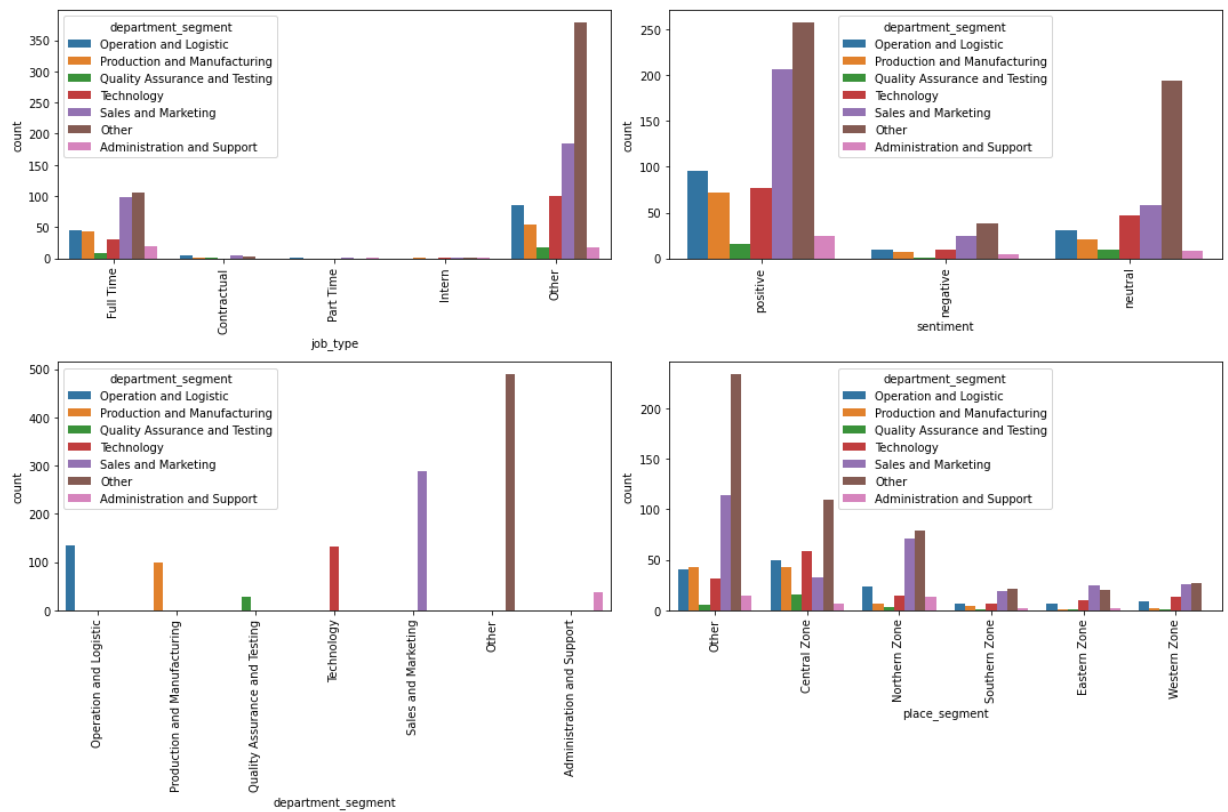 department_segment
Operation and Logistic
Production and Manufacturing
Quality Assurance and Testing
Technology
Sales and Marketing
Other
Administration and Support
350
300
250
200
150
100
50
0
count
Full Time
Contractual
Part Time
Intern
Other
job_type
department_segment
Operation and Logistic
Production and Manufacturing
Quality Assurance and Testing
Technology
Sales and Marketing
Other
Administration and Support
250
200
150
100
50
0
count
positive
negative
neutral
sentiment
department_segment
Operation and Logistic
Production and Manufacturing
Quality Assurance and Testing
Technology
Sales and Marketing
Other
Administration and Support
500
400
300
200
100
0
count
Operation and Logistic
Production and Manufacturing
Quality Assurance and Testing
Technology
Sales and Marketing
Other
Administration and Support
department_segment
department_segment
Operation and Logistic
Production and Manufacturing
Quality Assurance and Testing
Technology
Sales and Marketing
Other
Administration and Support
200
150
100
50
0
count
Other
Central Zone
Northern Zone
Southern Zone
Eastern Zone
Western Zone
place_segment